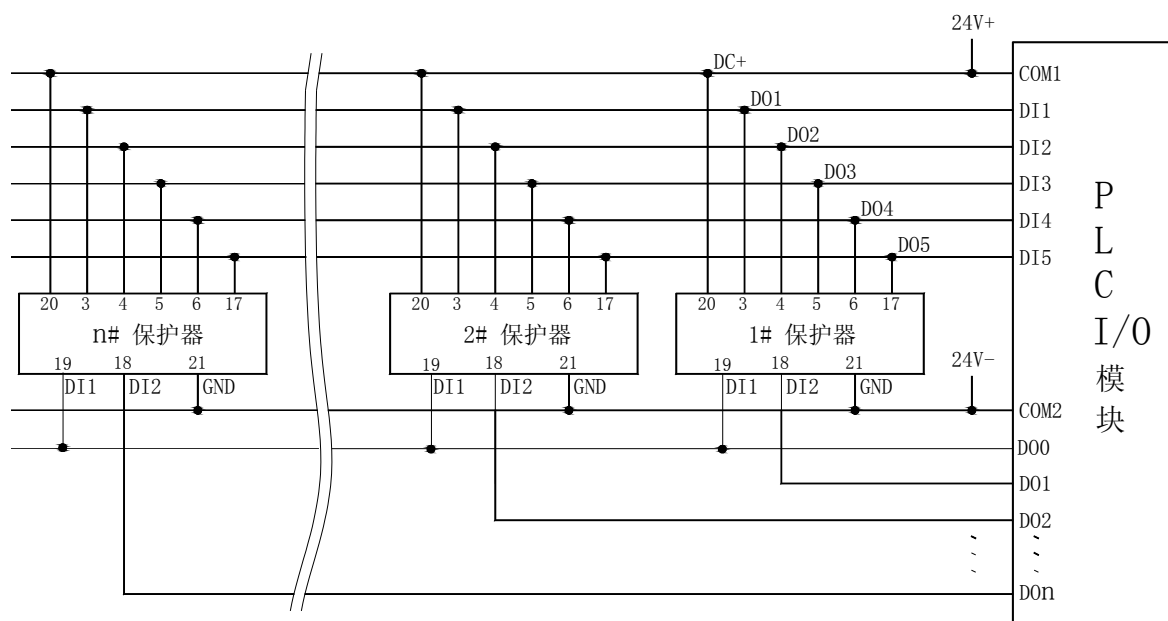 24V+
DC+
COM1
DO1
DI1
DO2
DI2
DO3
DI3
DO4
DI4
DO5
DI5
20 3 4 5 6 17
20 3 4 5 6 17
20 3 4 5 6 17
n# 保护器
2# 保护器
1# 保护器
19 18 21
19 18 21
19 18 21
DI1 DI2 GND
DI1 DI2 GND
DI1 DI2 GND
24V-
COM2
DO0
DO1
DO2
DOn
PLC I/O 模块